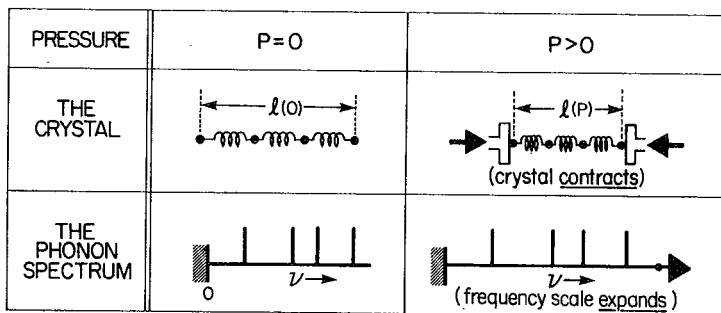 PRESSURE
P=0
P>0
THE
CRYSTAL
ℓ(0)
ℓ(P)
(crystal contracts)
THE
PHONON
SPECTRUM
0
ν
ν
(frequency scale expands)